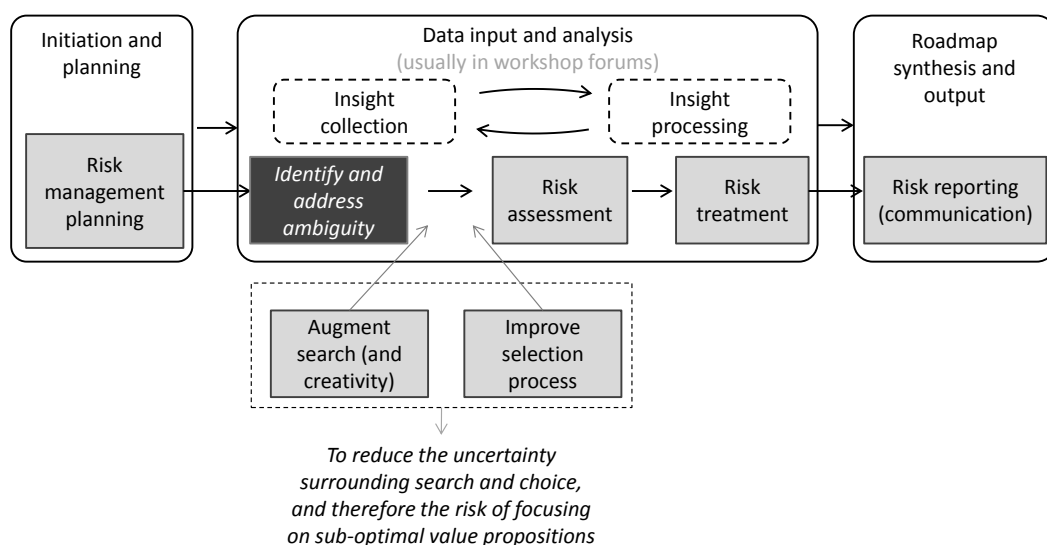 Initiation and
planning
Risk
management
planning
Data input and analysis
(usually in workshop forums)
Insight
collection
Insight
processing
Identify and
address
ambiguity
Risk
assessment
Risk
treatment
Roadmap
synthesis and
output
Risk reporting
(communication)
Augment
search (and
creativity)
Improve
selection
process
To reduce the uncertainty
surrounding search and choice,
and therefore the risk of focusing
on sub-optimal value propositions